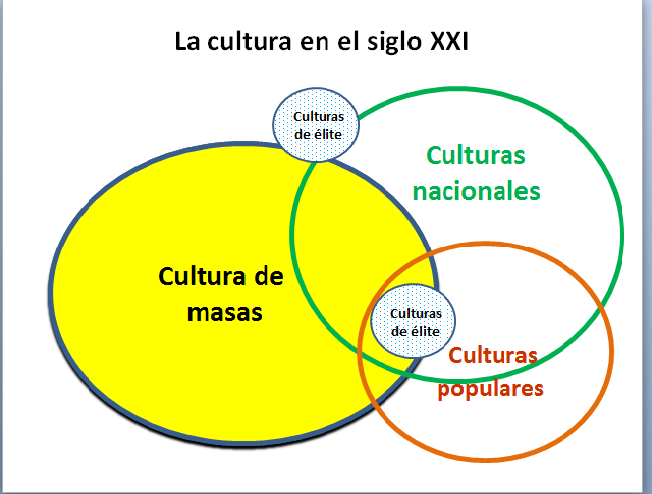 La cultura en el siglo XXI
Culturas
de élite
Culturas
nacionales
Cultura de
masas
Culturas
de élite
Culturas
populares